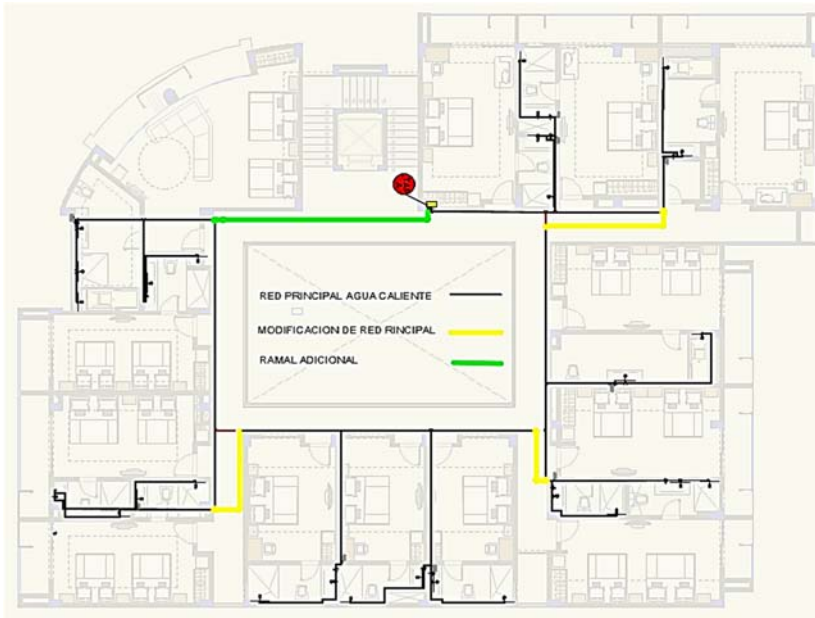 RED PRINCIPAL AGUA CALIENTE
MODIFICACION DE RED RINCIPAL
RAMAL ADICIONAL